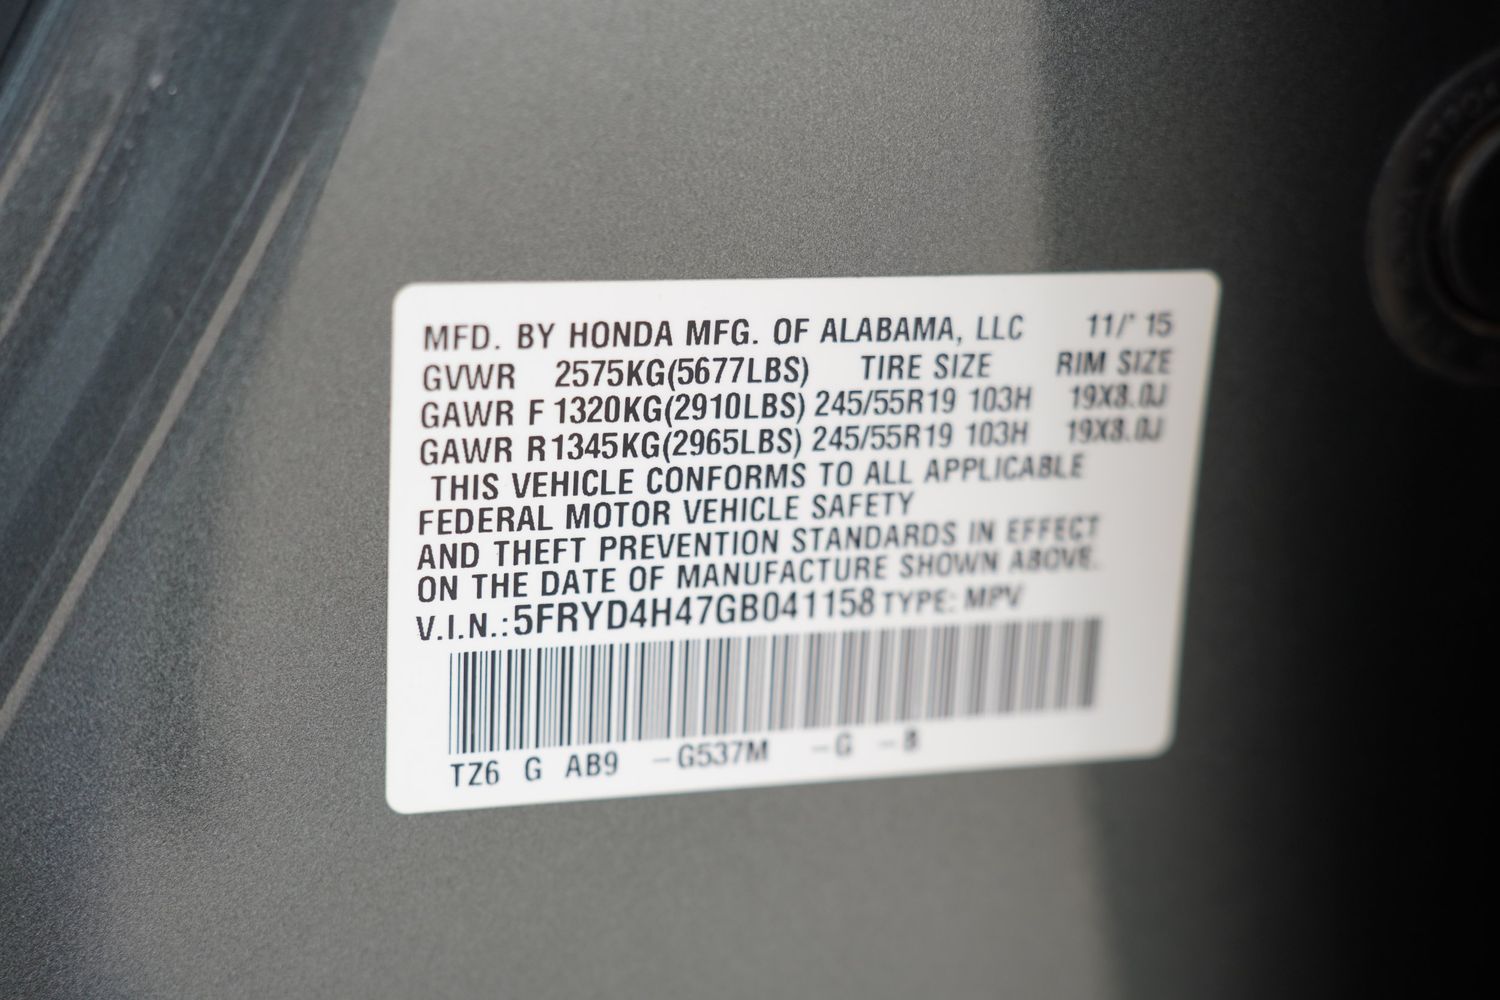 MFD. BY HONDA MFG. OF ALABAMA, LLC 11/' 15
GVWR 2575KG(5677LBS) TIRE SIZE RIM SIZE
GAWR F 1320KG(2910LBS) 245/55R19 103H 19X8.0J
GAWR R 1345KG(2965LBS) 245/55R19 103H 19X8.0J
THIS VEHICLE CONFORMS TO ALL APPLICABLE
FEDERAL MOTOR VEHICLE SAFETY
AND THEFT PREVENTION STANDARDS IN EFFECT
ON THE DATE OF MANUFACTURE SHOWN ABOVE.
V.I.N.:5FRYD4H47GB041158 TYPE: MPV
TZ6 G AB9 -G537M -G -B